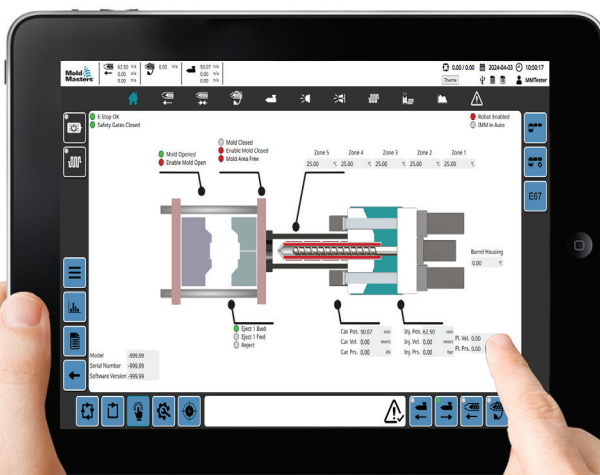 Mold
Masters
62.50 n/a
0.00 n/a
0.00 n/a
0.00 n/a
50.07 n/a
0.00 n/a
0.00 n/a
0.00 / 0.00 2024-04-03 10:50:17
Theme MMTester
E-Stop OK
Safety Gates Closed
Robot Enabled
IMM in Auto
Mold Closed
Enable Mold Closed
Mold Area Free
Mold Opened
Enable Mold Open
Zone 5 Zone 4 Zone 3 Zone 2 Zone 1
25.00 °C 25.00 °C 25.00 °C 25.00 °C 25.00 °C
E67
Barrel Housing
0.00 °C
Eject 1 Bwd
Eject 1 Fwd
Reject
Car. Pos. 50.07 mm
Car. Vel. 0.00 mm/s
Car. Prs. 0.00 kN
Inj. Pos. 62.50 mm
Inj. Vel. 0.00 mm/s
Inj. Prs. 0.00 bar
Pl. Vel. 0.00
Pl. Prs. 0.00
Model -999.99
Serial Number -999.99
Software Version -999.99